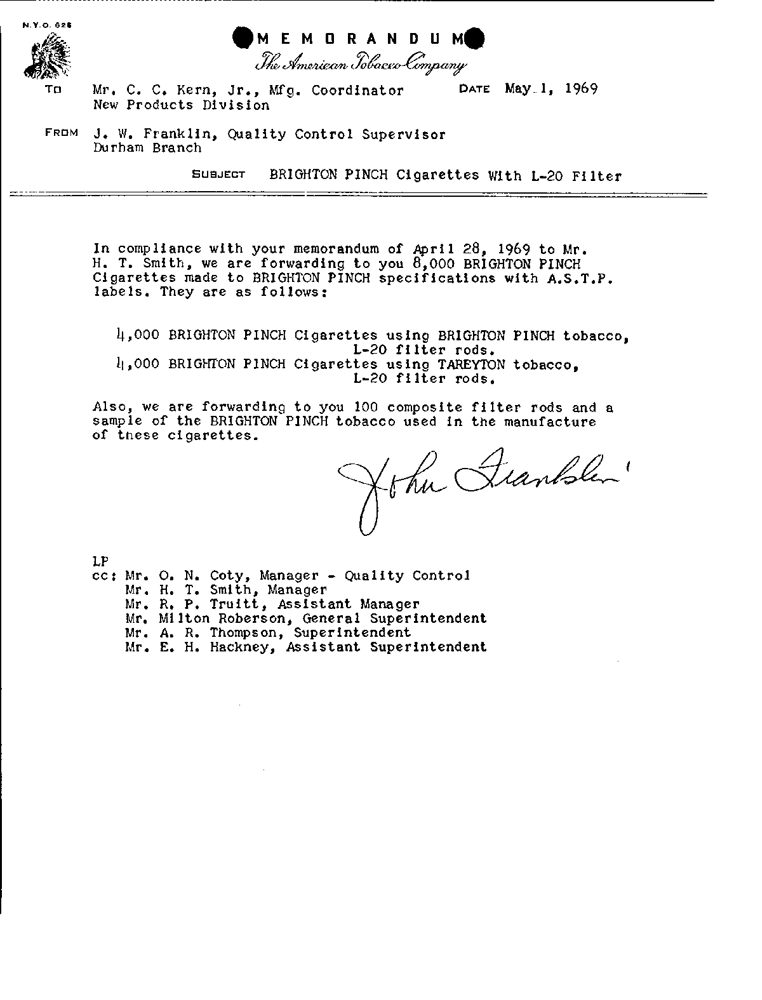 N.Y.O. 628
MEMORANDUM
The American Tobacco Company
TO Mr. C. C. Kern, Jr., Mfg. Coordinator DATE May 1, 1969
New Products Division
FROM J. W. Franklin, Quality Control Supervisor
Durham Branch
SUBJECT BRIGHTON PINCH Cigarettes With L-20 Filter
In compliance with your memorandum of April 28, 1969 to Mr.
H. T. Smith, we are forwarding to you 8,000 BRIGHTON PINCH
Cigarettes made to BRIGHTON PINCH specifications with A.S.T.P.
labels. They are as follows:
4,000 BRIGHTON PINCH Cigarettes using BRIGHTON PINCH tobacco,
L-20 filter rods.
4,000 BRIGHTON PINCH Cigarettes using TAREYTON tobacco,
L-20 filter rods.
Also, we are forwarding to you 100 composite filter rods and a
sample of the BRIGHTON PINCH tobacco used in the manufacture
of these cigarettes.
John Franklin
LP
cc: Mr. O. N. Coty, Manager - Quality Control
Mr. H. T. Smith, Manager
Mr. R. P. Truitt, Assistant Manager
Mr. Milton Roberson, General Superintendent
Mr. A. R. Thompson, Superintendent
Mr. E. H. Hackney, Assistant Superintendent